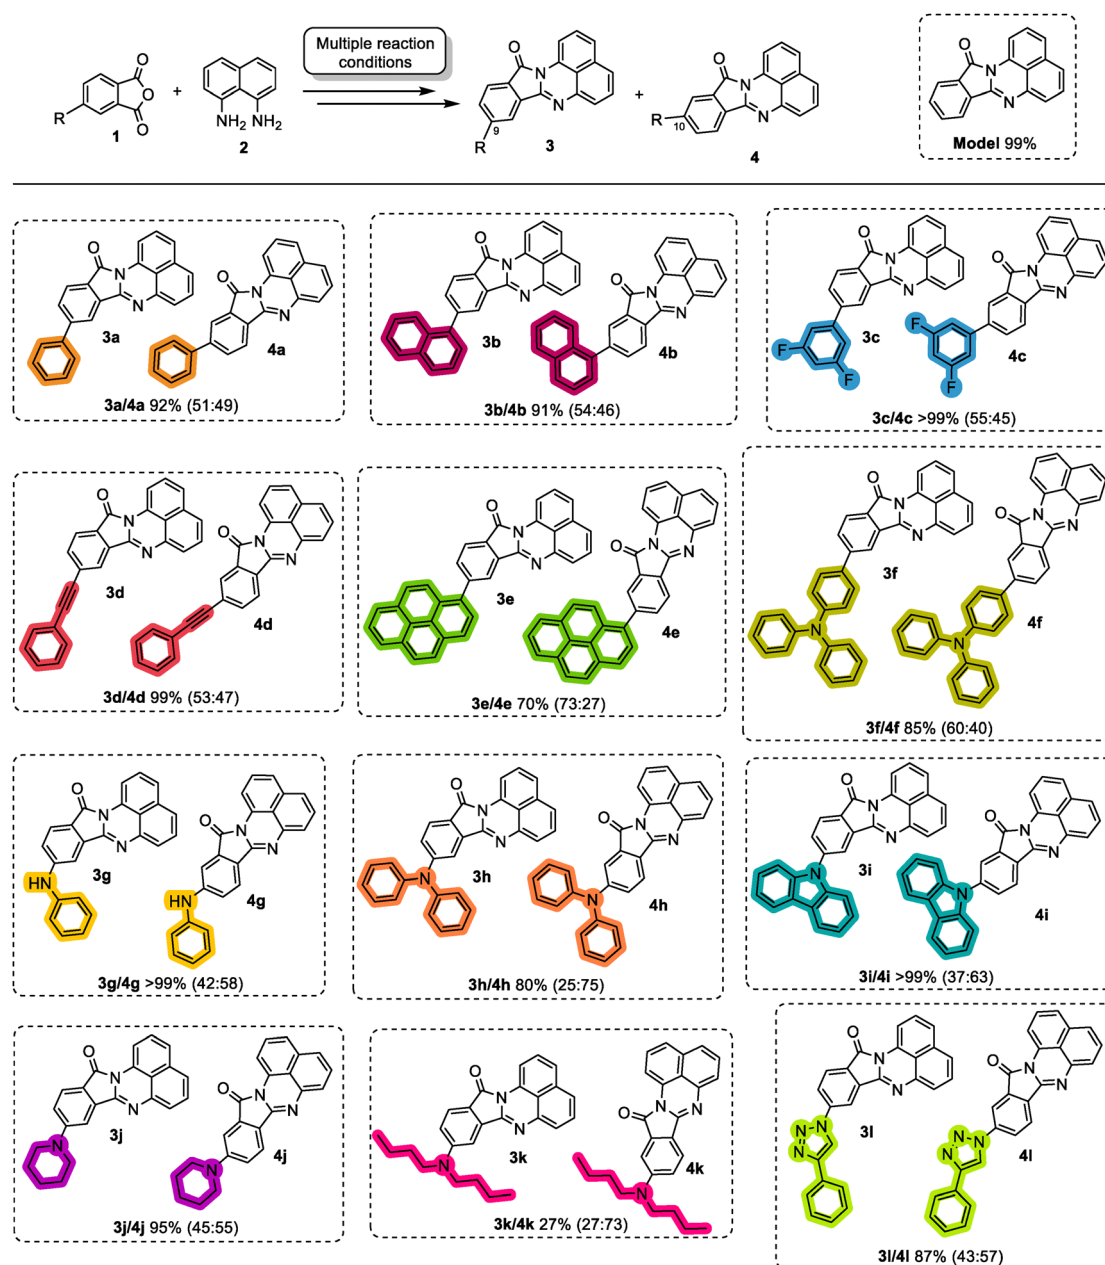 Multiple reaction
conditions
R
O
O
O
1
+
NH₂ NH₂
2
O
N
N
9
R
3
+
O
N
N
R
10
4
O
N
N
Model 99%
O
N
N
3a
O
N
N
4a
3a/4a 92% (51:49)
O
N
N
3b
O
N
N
4b
3b/4b 91% (54:46)
O
N
N
3c
F
F
O
N
N
4c
F
F
3c/4c >99% (55:45)
O
N
N
3d
O
N
N
4d
3d/4d 99% (53:47)
O
N
N
3e
O
N
N
4e
3e/4e 70% (73:27)
O
N
N
3f
N
O
N
N
4f
N
3f/4f 85% (60:40)
O
N
N
3g
HN
O
N
N
4g
HN
3g/4g >99% (42:58)
O
N
N
3h
N
O
N
N
4h
N
3h/4h 80% (25:75)
O
N
N
3i
N
O
N
N
4i
N
3i/4i >99% (37:63)
O
N
N
3j
N
O
N
N
4j
N
3j/4j 95% (45:55)
O
N
N
3k
N
O
N
N
4k
N
3k/4k 27% (27:73)
O
N
N
3l
N
N
N
O
N
N
4l
N
N
N
3l/4l 87% (43:57)